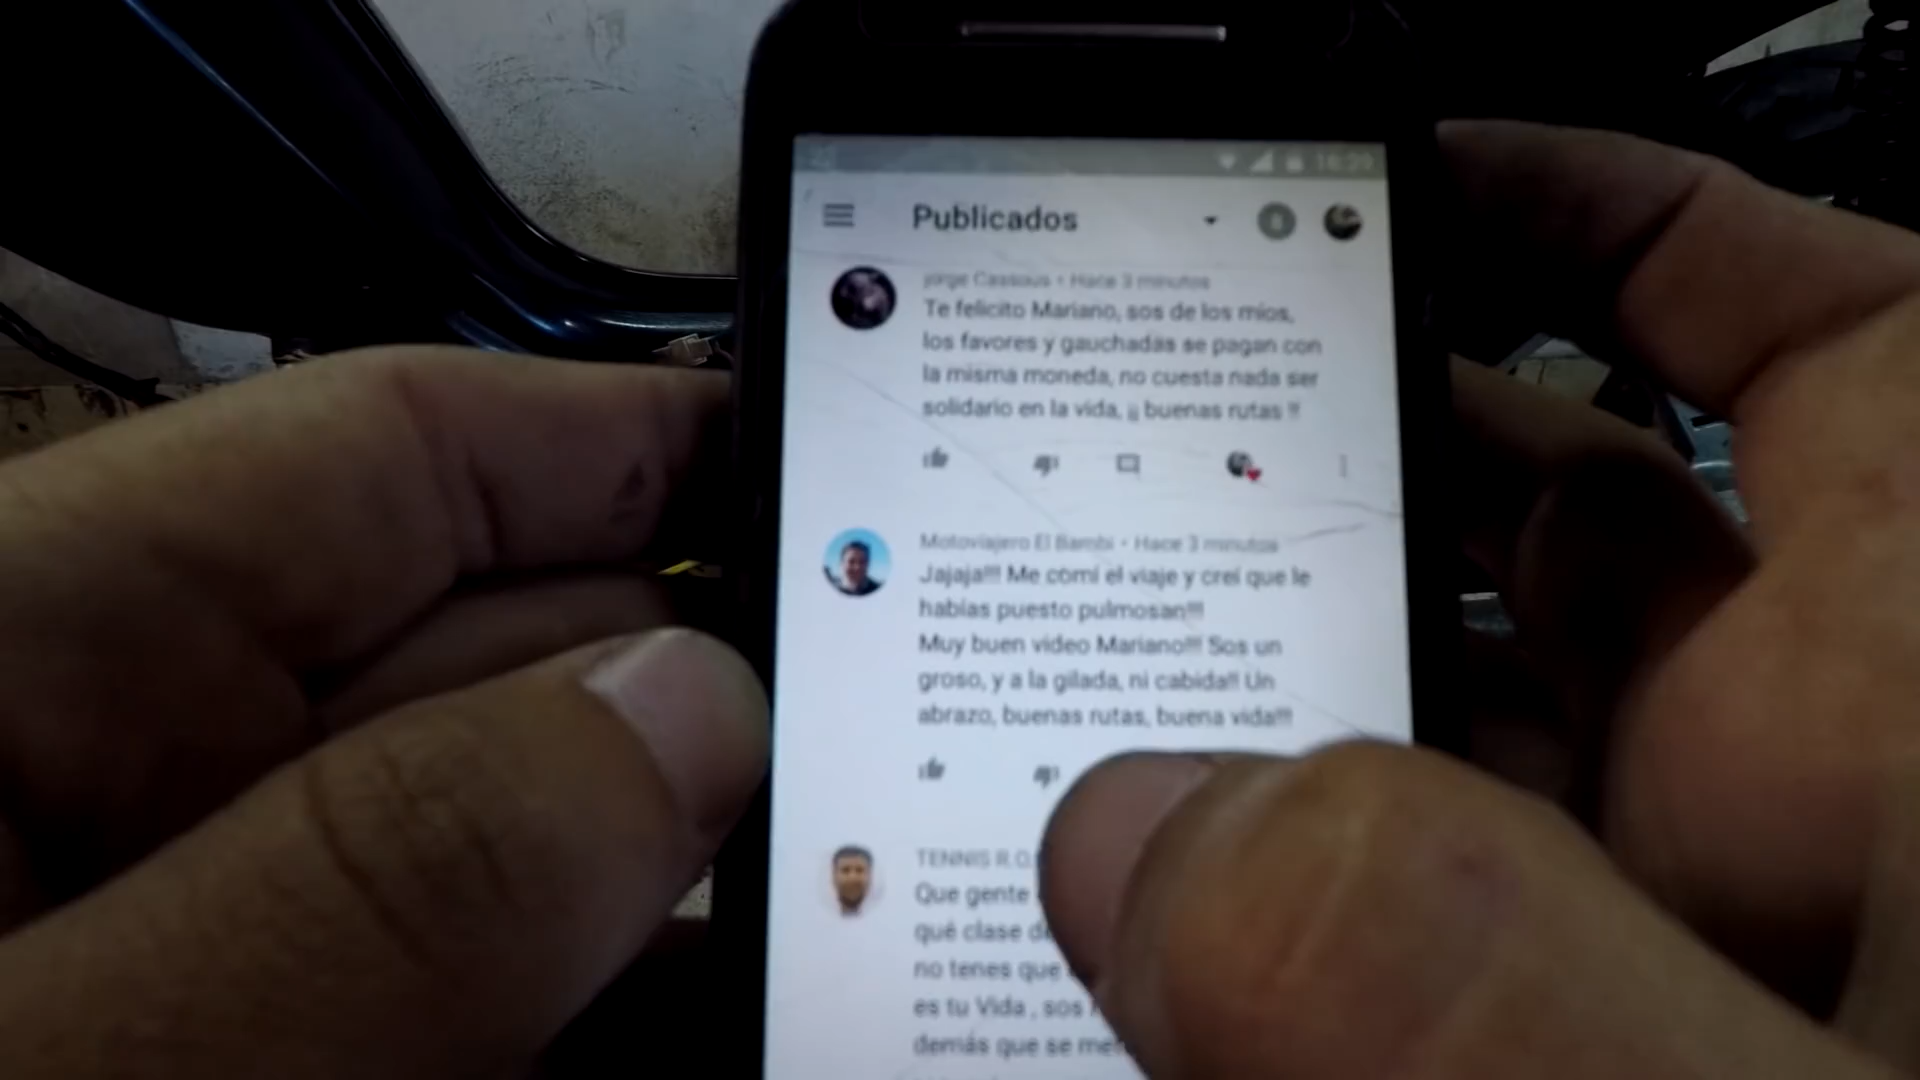 Publicados
jorge Cassous • Hace 3 minutos
Te felicito Mariano, sos de los mios,
los favores y gauchadas se pagan con
la misma moneda, no cuesta nada ser
solidario en la vida, ¡¡ buenas rutas !!
Motoviajero El Bambi • Hace 3 minutos
Jajaja!!! Me comí el viaje y creí que le
habías puesto pulmosan!!!
Muy buen video Mariano!!! Sos un
groso, y a la gilada, ni cabida!! Un
abrazo, buenas rutas, buena vida!!!
TENNIS R.O
Que gente
qué clase de
no tenes que
es tu Vida , sos
demás que se